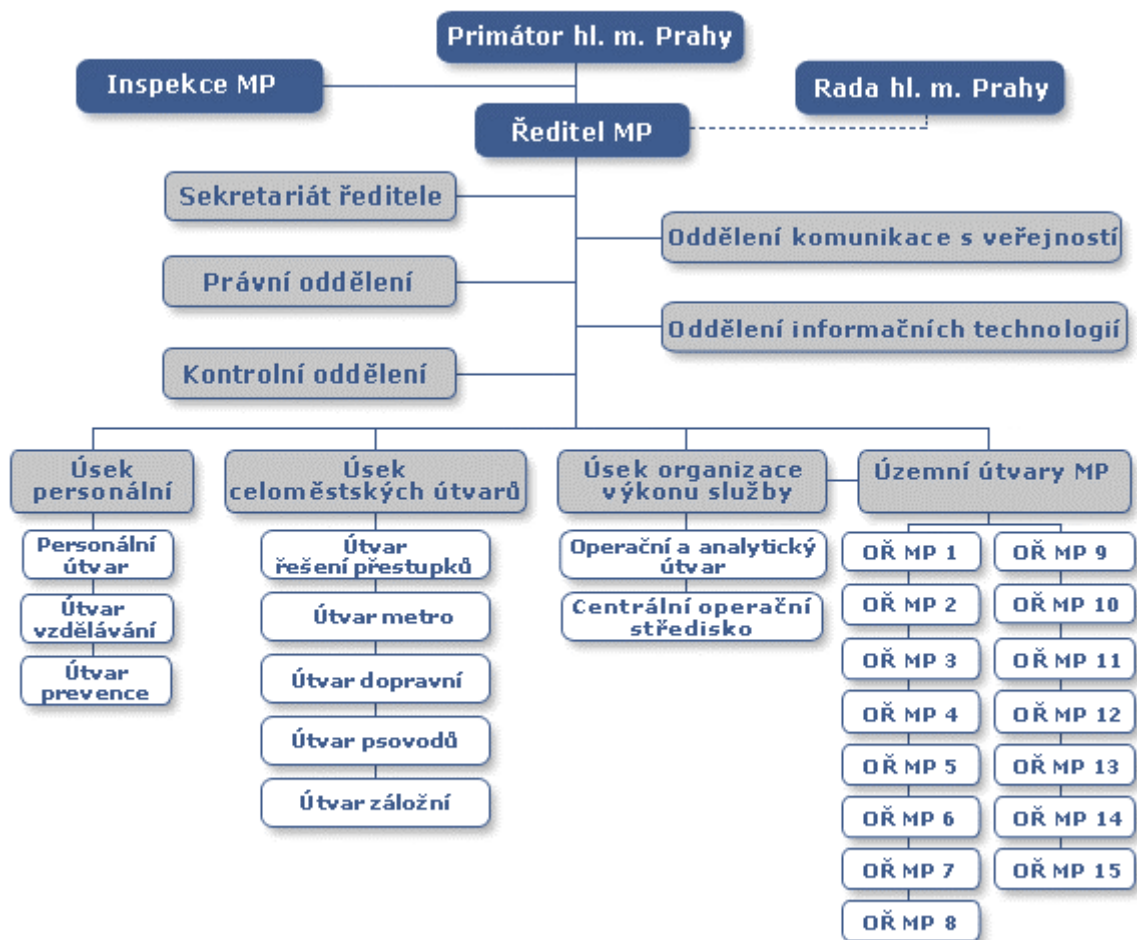 Primátor hl. m. Prahy
Inspekce MP
Rada hl. m. Prahy
Ředitel MP
Sekretariát ředitele
Oddělení komunikace s veřejností
Právní oddělení
Oddělení informačních technologií
Kontrolní oddělení
Úsek
personální
Úsek
celoměstských útvarů
Úsek organizace
výkonu služby
Územní útvary MP
Personální
útvar
Útvar
vzdělávání
Útvar
prevence
Útvar
řešení přestupků
Útvar metro
Útvar dopravní
Útvar psovodů
Útvar záložní
Operační a analytický
útvar
Centrální operační
středisko
OŘ MP 1
OŘ MP 2
OŘ MP 3
OŘ MP 4
OŘ MP 5
OŘ MP 6
OŘ MP 7
OŘ MP 8
OŘ MP 9
OŘ MP 10
OŘ MP 11
OŘ MP 12
OŘ MP 13
OŘ MP 14
OŘ MP 15